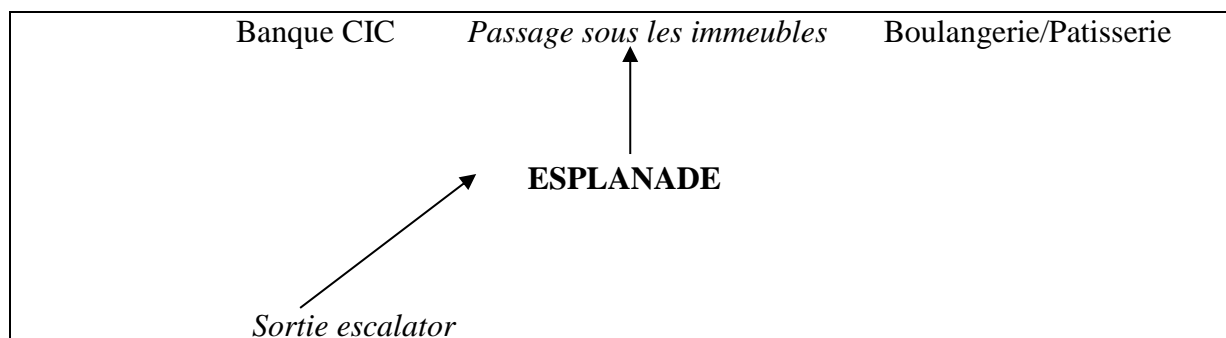 Banque CIC Passage sous les immeubles Boulangerie/Patisserie
ESPLANADE
Sortie escalator